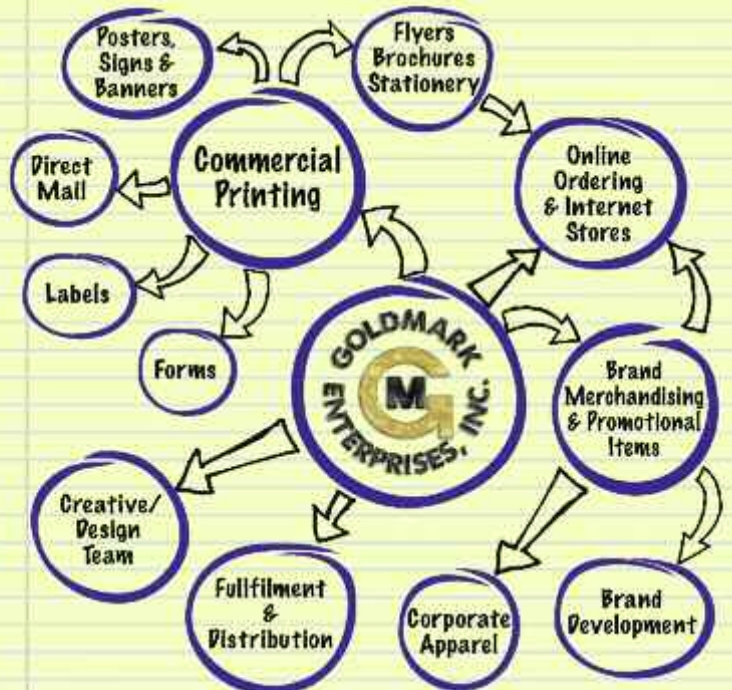 Posters,
Signs &
Banners
Flyers
Brochures
Stationery
Direct
Mail
Commercial
Printing
Online
Ordering
& Internet
Stores
Labels
Forms
GOLDMARK
ENTERPRISES, INC.
GM
Brand
Merchandising
& Promotional
Items
Creative/
Design
Team
Fullfilment
&
Distribution
Corporate
Apparel
Brand
Development